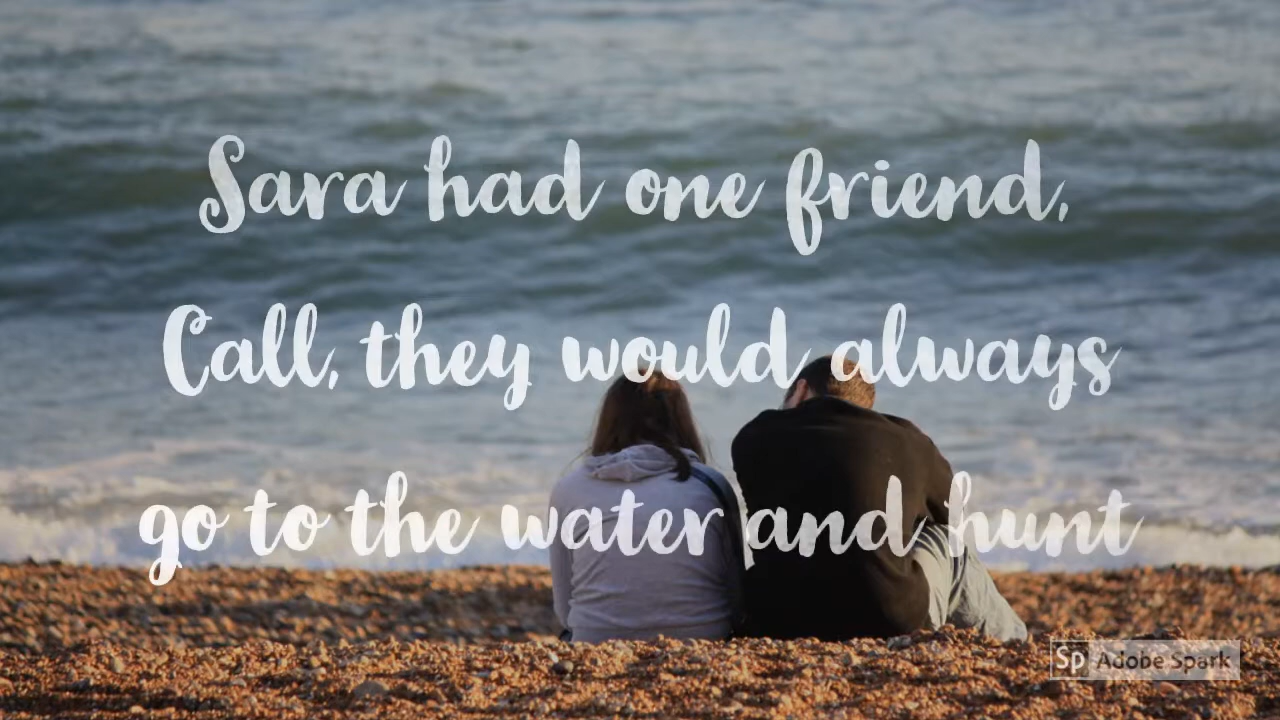 Sara had one friend,
Call, they would always
go to the water and hunt
Sp Adobe Spark